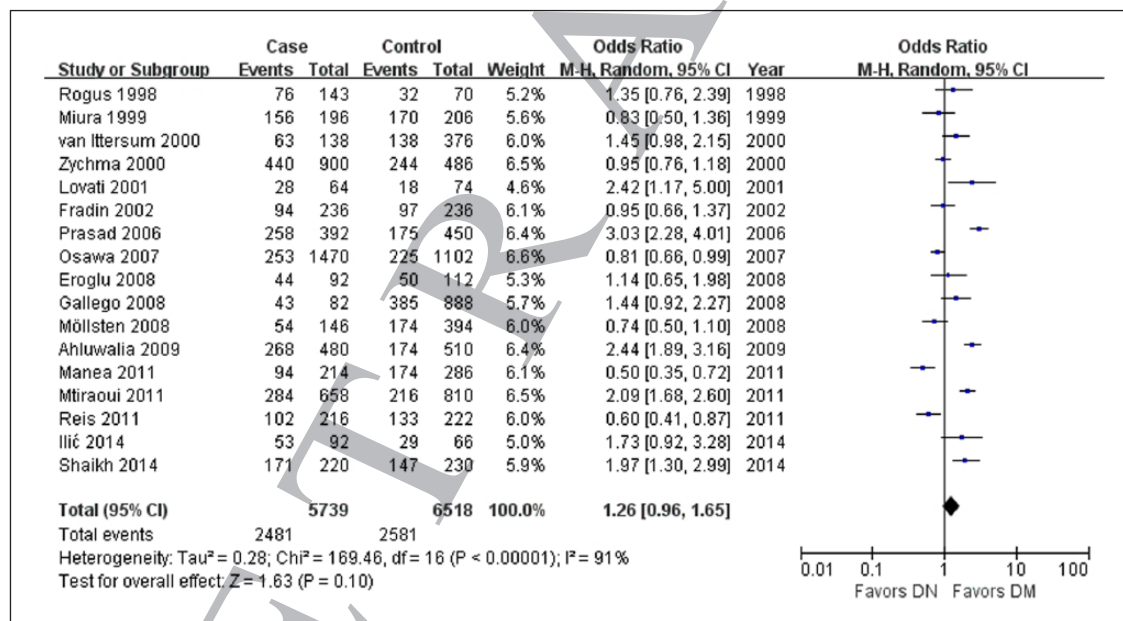 Case Control Odds Ratio Odds Ratio
Study or Subgroup Events Total Events Total Weight M-H, Random, 95% CI Year M-H, Random, 95% CI
Rogus 1998 76 143 32 70 5.2% 1.35 [0.76, 2.39] 1998
Miura 1999 156 196 170 206 5.6% 0.83 [0.50, 1.36] 1999
van Ittersum 2000 63 138 138 376 6.0% 1.45 [0.98, 2.15] 2000
Zychma 2000 440 900 244 486 6.5% 0.95 [0.76, 1.18] 2000
Lovati 2001 28 64 18 74 4.6% 2.42 [1.17, 5.00] 2001
Fradin 2002 94 236 97 236 6.1% 0.95 [0.66, 1.37] 2002
Prasad 2006 258 392 175 450 6.4% 3.03 [2.28, 4.01] 2006
Osawa 2007 253 1470 225 1102 6.6% 0.81 [0.66, 0.99] 2007
Eroglu 2008 44 92 50 112 5.3% 1.14 [0.65, 1.98] 2008
Gallego 2008 43 82 385 888 5.7% 1.44 [0.92, 2.27] 2008
Möllsten 2008 54 146 174 394 6.0% 0.74 [0.50, 1.10] 2008
Ahluwalia 2009 268 480 174 510 6.4% 2.44 [1.89, 3.16] 2009
Manea 2011 94 214 174 286 6.1% 0.50 [0.35, 0.72] 2011
Mtiraoui 2011 284 658 216 810 6.5% 2.09 [1.68, 2.60] 2011
Reis 2011 102 216 133 222 6.0% 0.60 [0.41, 0.87] 2011
Ilić 2014 53 92 29 66 5.0% 1.73 [0.92, 3.28] 2014
Shaikh 2014 171 220 147 230 5.9% 1.97 [1.30, 2.99] 2014
Total (95% CI) 5739 6518 100.0% 1.26 [0.96, 1.65]
Total events 2481 2581
Heterogeneity: Tau² = 0.28; Chi² = 169.46, df = 16 (P < 0.00001); I² = 91%
Test for overall effect: Z = 1.63 (P = 0.10)
0.01 0.1 1 10 100
Favors DN Favors DM